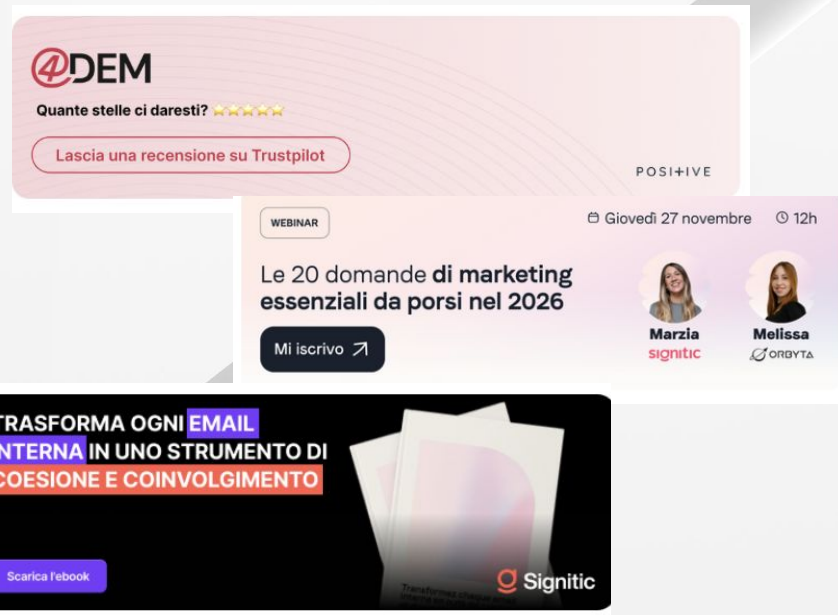 4DEM
Quante stelle ci daresti? ⭐⭐⭐⭐⭐
Lascia una recensione su Trustpilot
POSITIVE
WEBINAR
Giovedì 27 novembre 12h
Le 20 domande di marketing
essenziali da porsi nel 2026
Mi iscrivo
Marzia
Melissa
signitic
ORBYTA
TRASFORMA OGNI EMAIL
INTERNA IN UNO STRUMENTO DI
COESIONE E COINVOLGIMENTO
Scarica l'ebook
Signitic